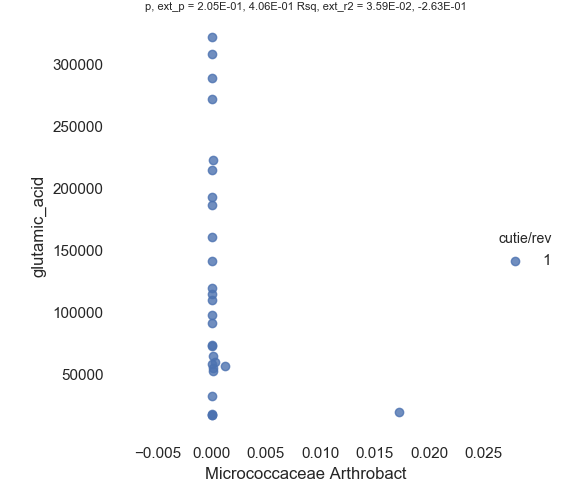 p, ext_p = 2.05E-01, 4.06E-01 Rsq, ext_r2 = 3.59E-02, -2.63E-01
300000
250000
200000
150000
100000
50000
glutamic_acid
cutie/rev
1
−0.005 0.000 0.005 0.010 0.015 0.020 0.025
Micrococcaceae Arthrobact